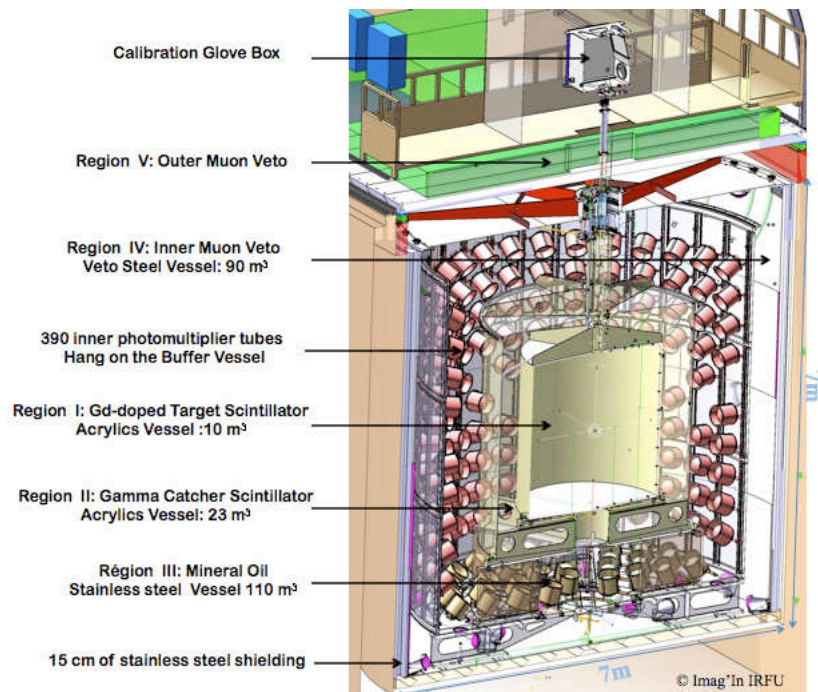 Calibration Glove Box
Region V: Outer Muon Veto
Region IV: Inner Muon Veto
Veto Steel Vessel: 90 m³
390 inner photomultiplier tubes
Hang on the Buffer Vessel
Region I: Gd-doped Target Scintillator
Acrylics Vessel :10 m³
Region II: Gamma Catcher Scintillator
Acrylics Vessel: 23 m³
Région III: Mineral Oil
Stainless steel Vessel 110 m³
15 cm of stainless steel shielding
7m
7m
© Imag'In IRFU